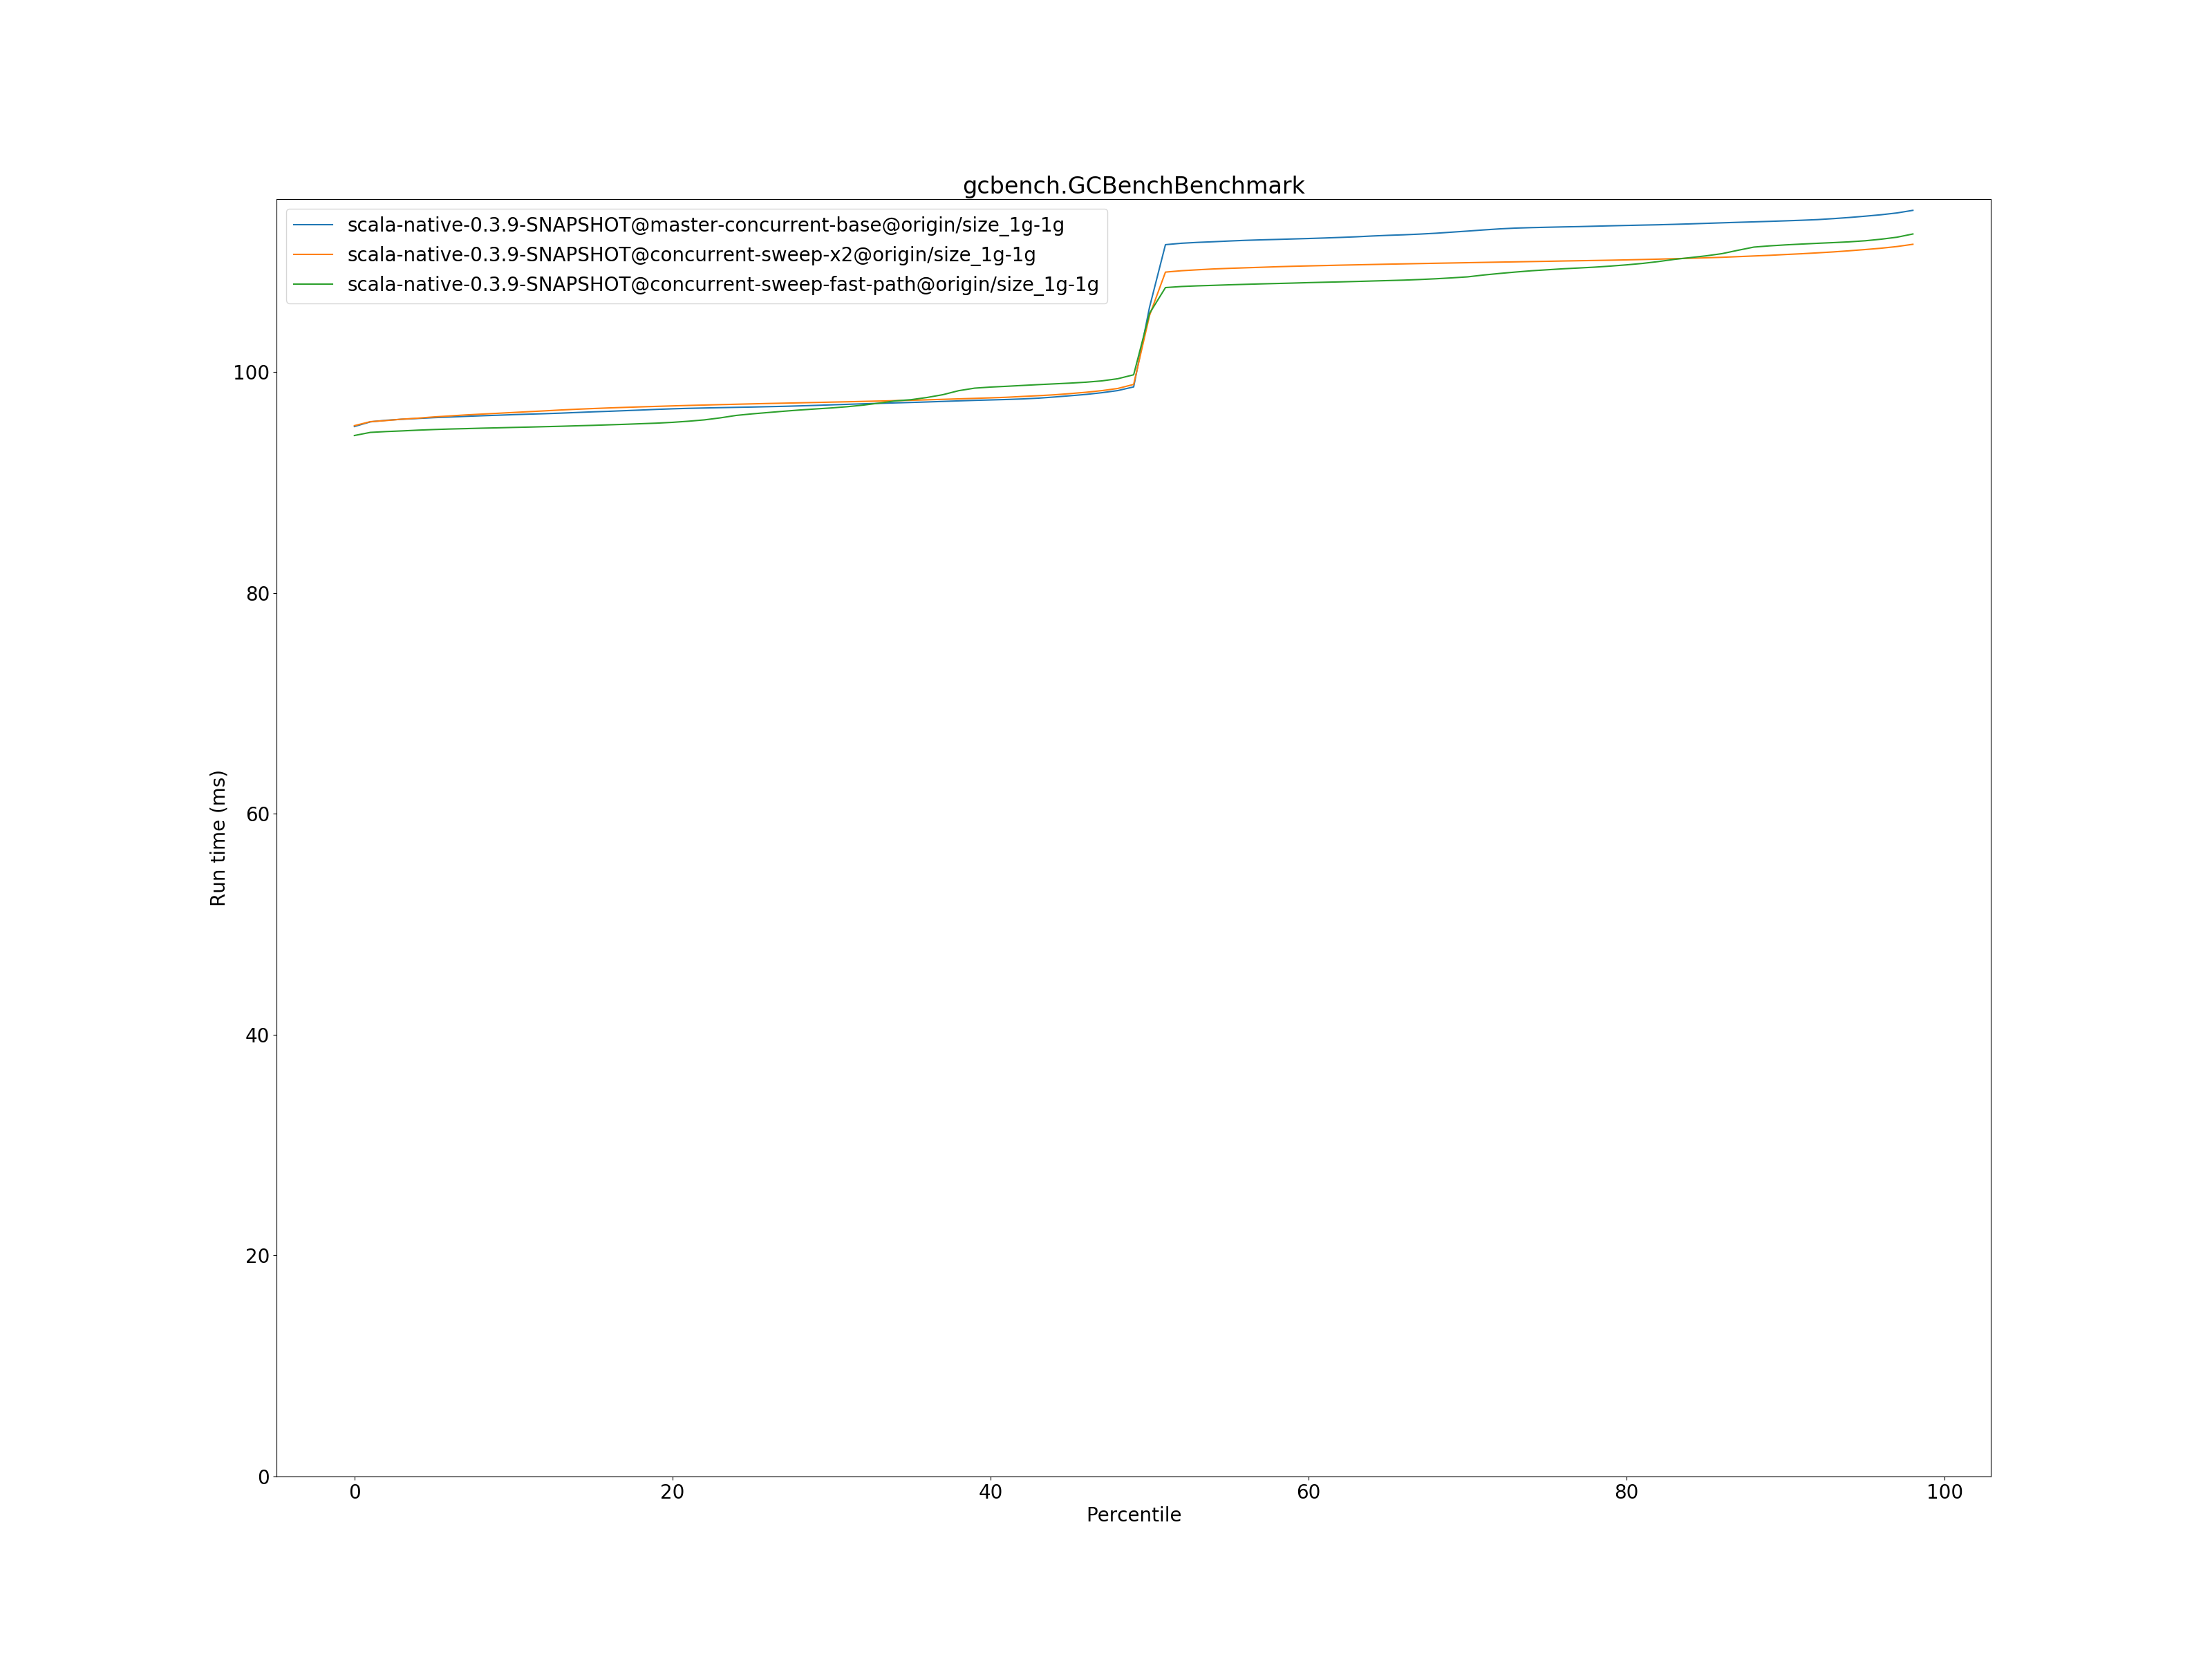 gcbench.GCBenchBenchmark
scala-native-0.3.9-SNAPSHOT@master-concurrent-base@origin/size_1g-1g
scala-native-0.3.9-SNAPSHOT@concurrent-sweep-x2@origin/size_1g-1g
scala-native-0.3.9-SNAPSHOT@concurrent-sweep-fast-path@origin/size_1g-1g
100
80
60
40
20
0
Run time (ms)
0 20 40 60 80 100
Percentile